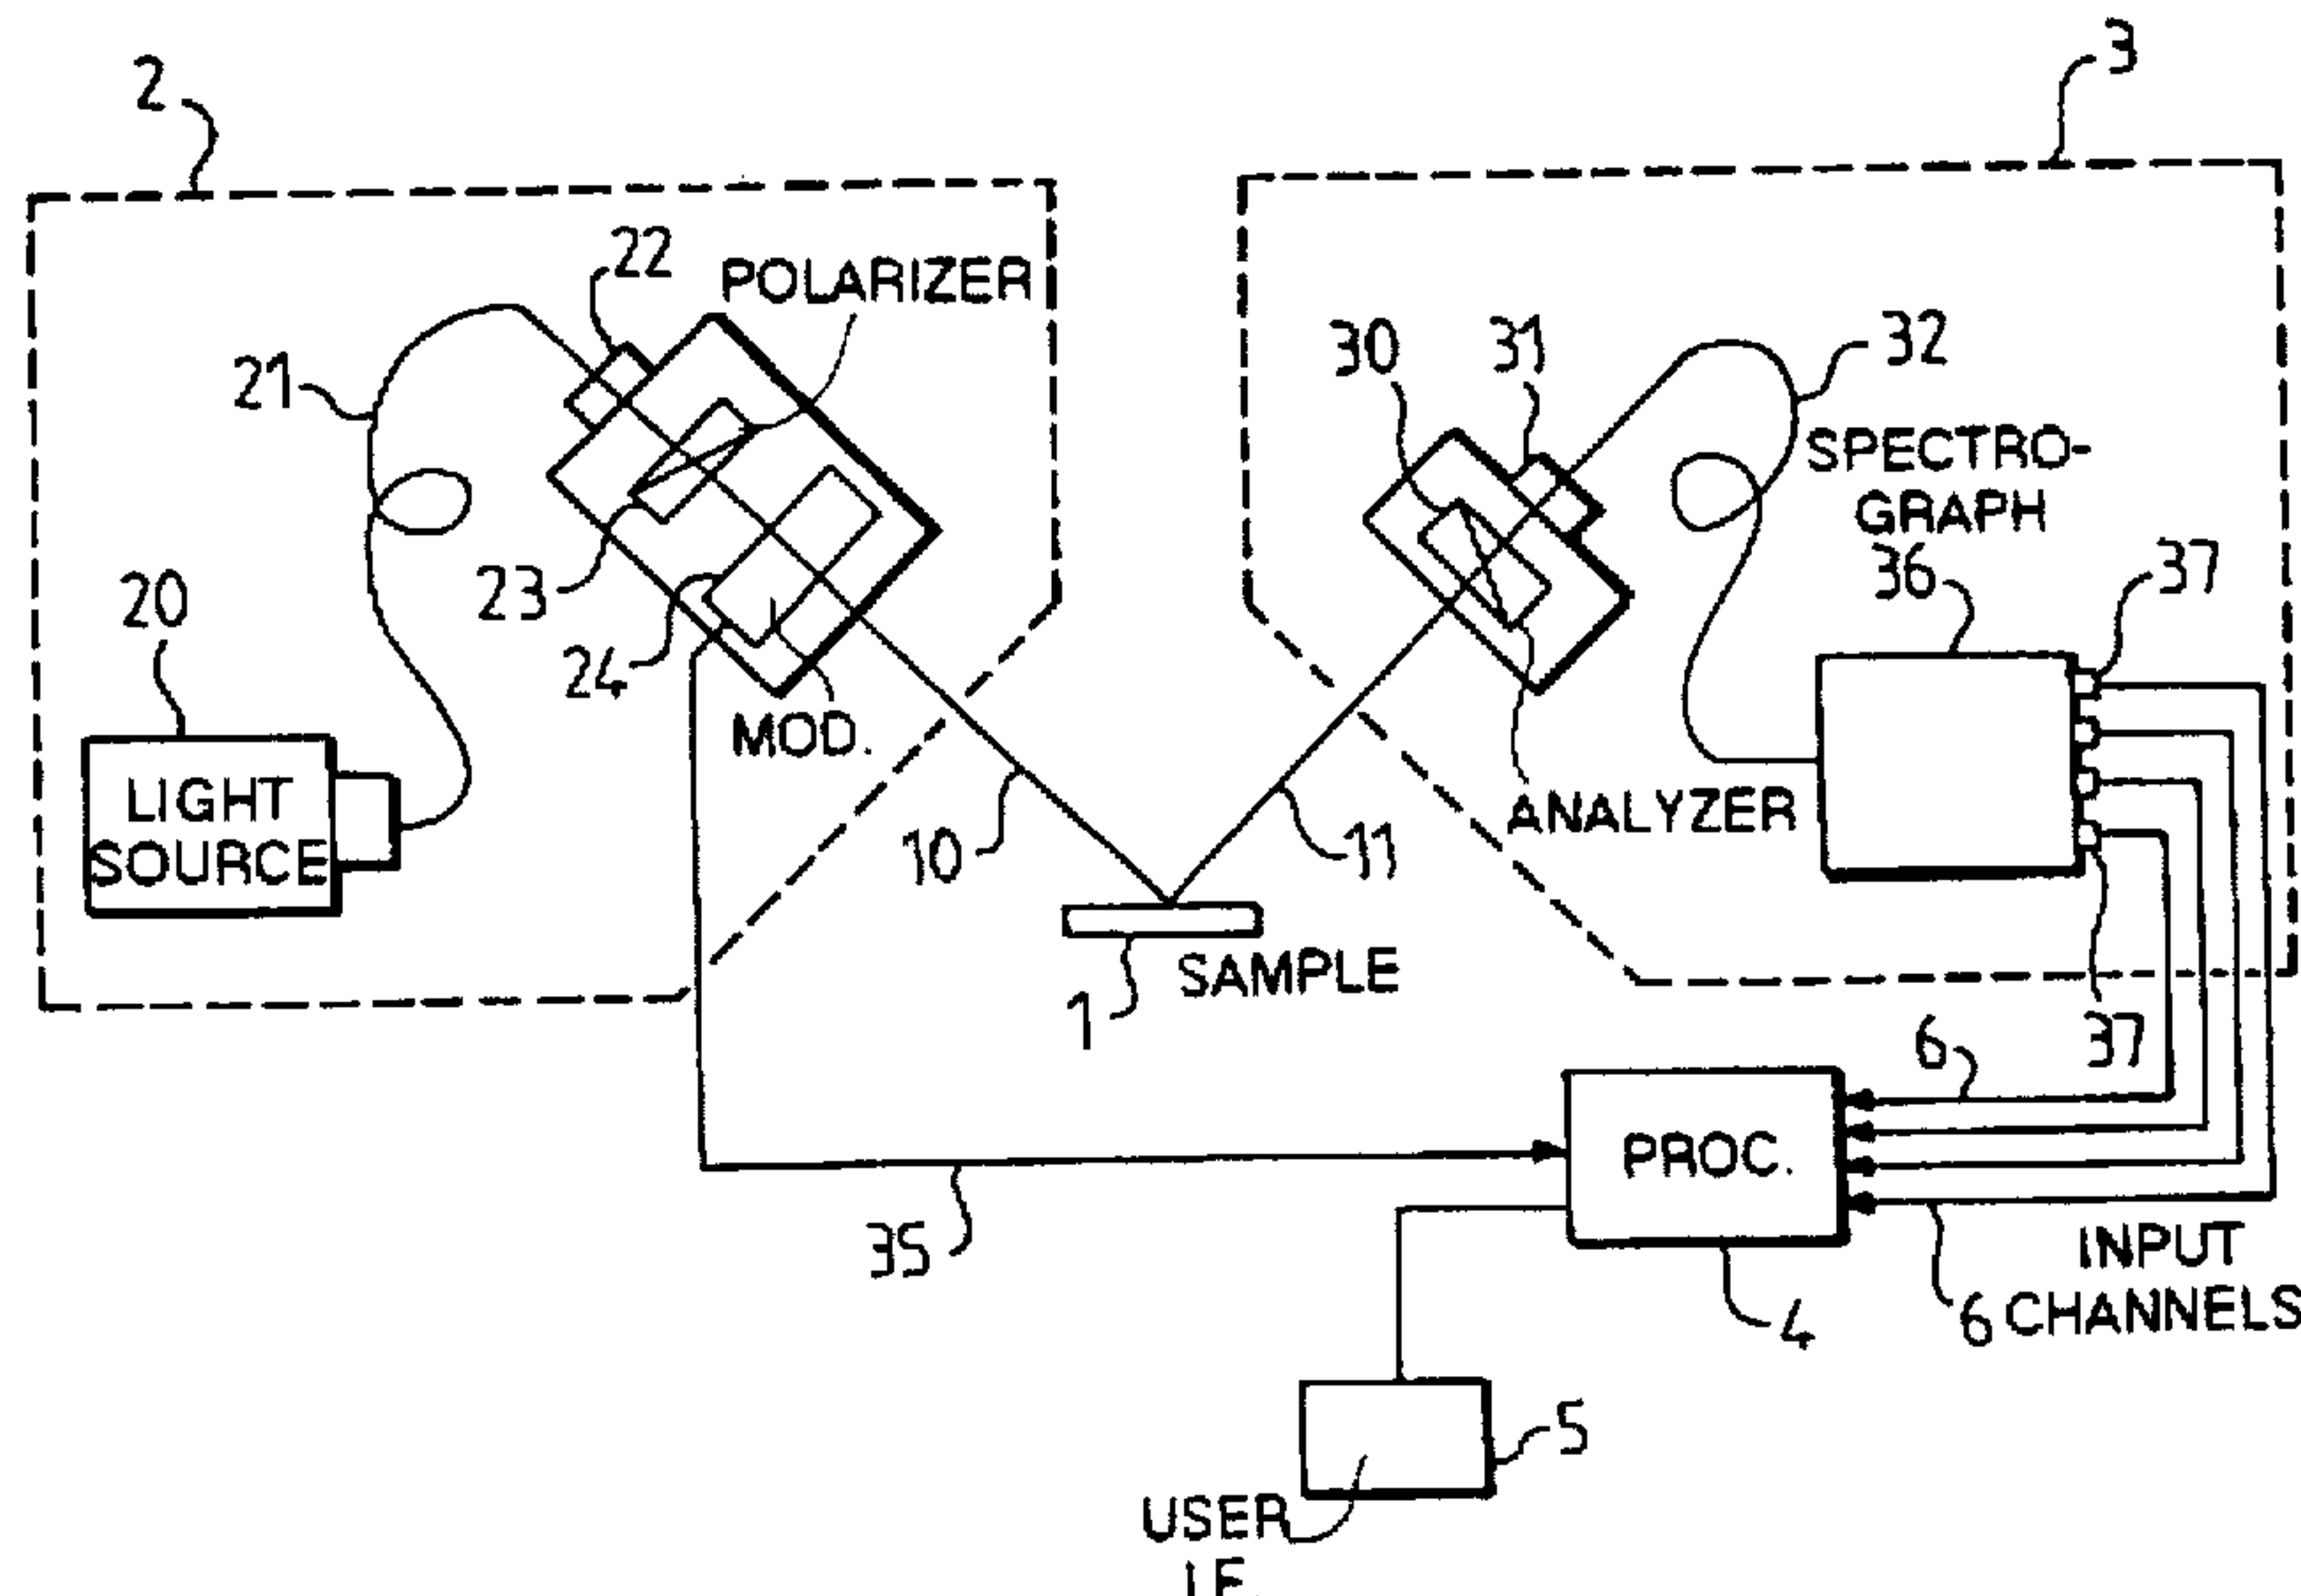 2
3
22
POLARIZER
21
30
31
32
SPECTRO-
GRAPH
20
23
24
36
37
MOD.
LIGHT
SOURCE
10
11
ANALYZER
SAMPLE
1
6
37
PROC.
35
INPUT
6 CHANNELS
4
5
USER
I.F.